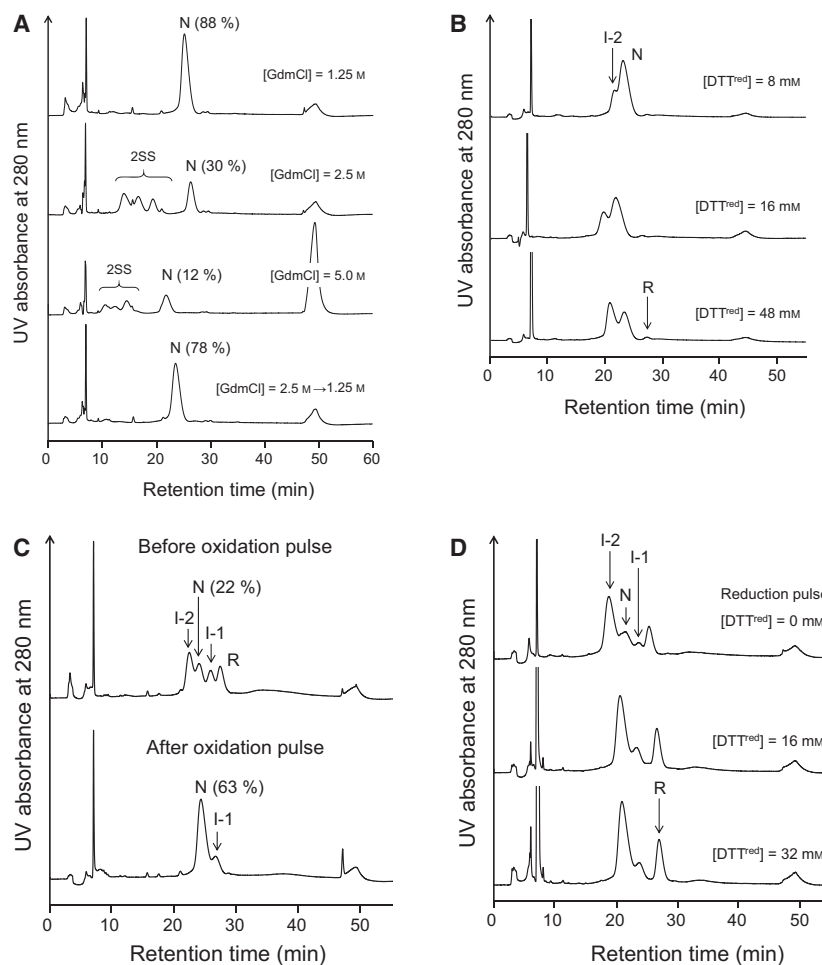 A
UV absorbance at 280 nm
N (88 %)
[GdmCl] = 1.25 M
2SS
N (30 %)
[GdmCl] = 2.5 M
2SS
N (12 %)
[GdmCl] = 5.0 M
N (78 %)
[GdmCl] = 2.5 M→1.25 M
0 10 20 30 40 50 60
Retention time (min)
B
UV absorbance at 280 nm
I-2
N
[DTTred] = 8 mM
[DTTred] = 16 mM
R
[DTTred] = 48 mM
0 10 20 30 40 50
Retention time (min)
C
UV absorbance at 280 nm
Before oxidation pulse
N (22 %)
I-2
I-1
R
After oxidation pulse
N (63 %)
I-1
0 10 20 30 40 50
Retention time (min)
D
UV absorbance at 280 nm
I-2
I-1
N
Reduction pulse
[DTTred] = 0 mM
[DTTred] = 16 mM
R
[DTTred] = 32 mM
0 10 20 30 40 50
Retention time (min)